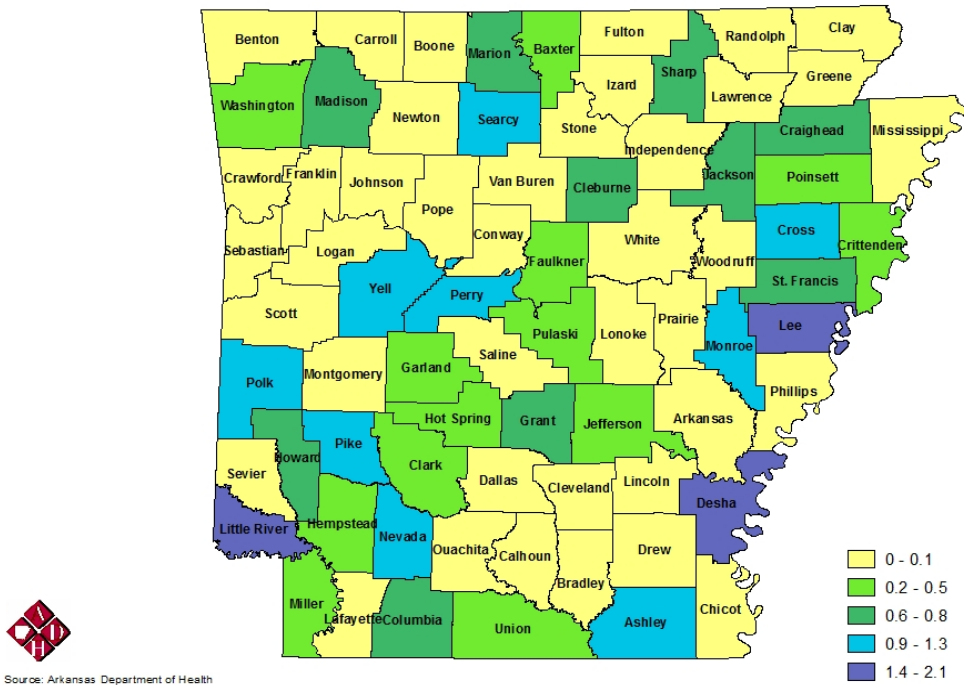 Benton
Carroll
Boone
Marion
Baxter
Fulton
Randolph
Clay
Washington
Madison
Newton
Searcy
Stone
Izard
Sharp
Lawrence
Greene
Independence
Craighead
Mississippi
Crawford
Franklin
Johnson
Pope
Van Buren
Cleburne
Jackson
Poinsett
Sebastian
Logan
Conway
Faulkner
White
Woodruff
Cross
Crittenden
Scott
Yell
Perry
Pulaski
Lonoke
Prairie
Monroe
St. Francis
Lee
Polk
Montgomery
Garland
Saline
Phillips
Hot Spring
Grant
Jefferson
Arkansas
Sevier
Howard
Pike
Clark
Dallas
Cleveland
Lincoln
Desha
Little River
Hempstead
Nevada
Ouachita
Calhoun
Bradley
Drew
Miller
Lafayette
Columbia
Union
Ashley
Chicot
0 - 0.1
0.2 - 0.5
0.6 - 0.8
0.9 - 1.3
1.4 - 2.1
A
D
H
Source: Arkansas Department of Health